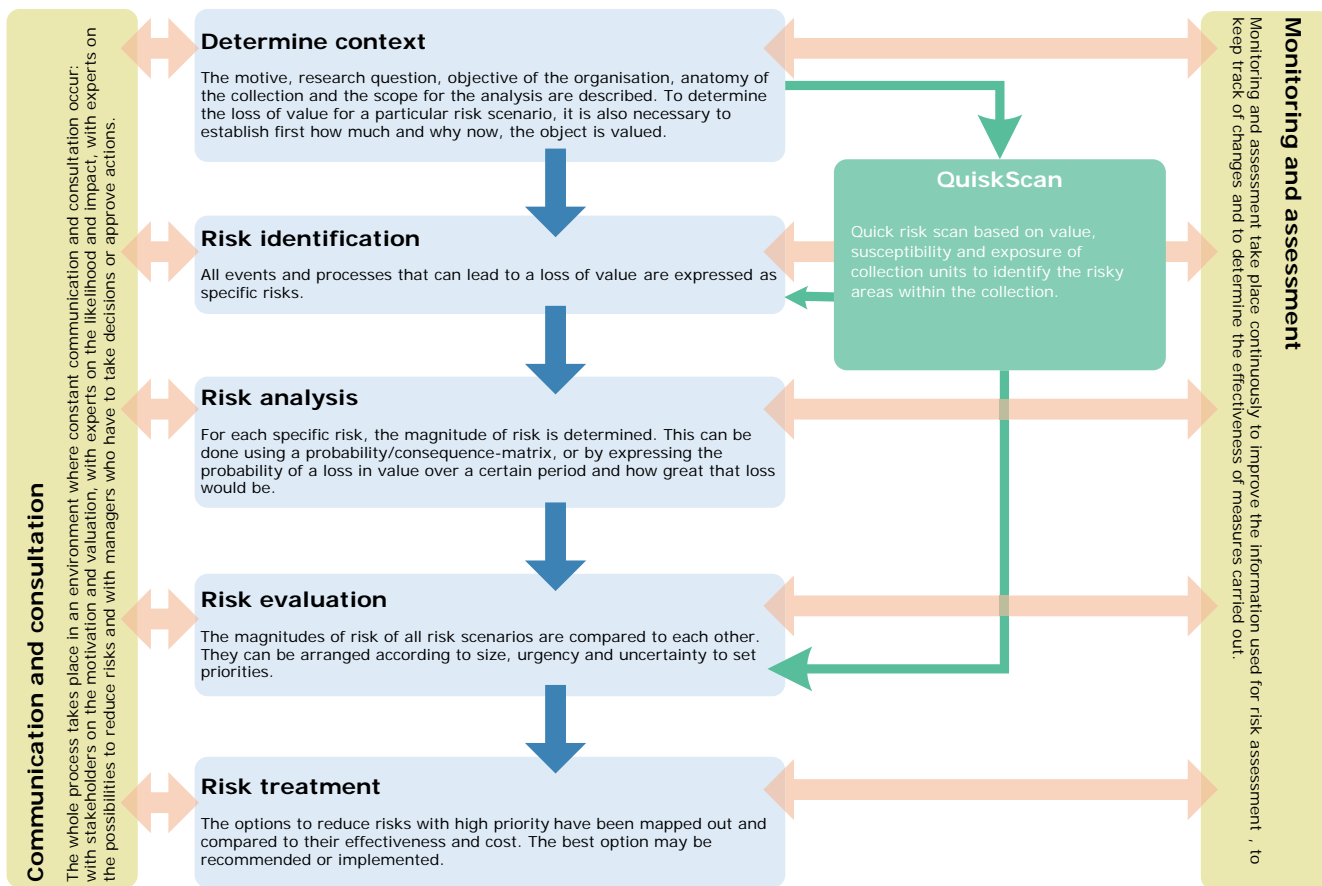 Communication and consultation
The whole process takes place in an environment where constant communication and consultation occur:
with stakeholders on the motivation and valuation, with experts on the likelihood and impact, with experts on
the possibilities to reduce risks and with managers who have to take decisions or approve actions.
Determine context
The motive, research question, objective of the organisation, anatomy of
the collection and the scope for the analysis are described. To determine
the loss of value for a particular risk scenario, it is also necessary to
establish first how much and why now, the object is valued.
Risk identification
All events and processes that can lead to a loss of value are expressed as
specific risks.
Risk analysis
For each specific risk, the magnitude of risk is determined. This can be
done using a probability/consequence-matrix, or by expressing the
probability of a loss in value over a certain period and how great that loss
would be.
Risk evaluation
The magnitudes of risk of all risk scenarios are compared to each other.
They can be arranged according to size, urgency and uncertainty to set
priorities.
Risk treatment
The options to reduce risks with high priority have been mapped out and
compared to their effectiveness and cost. The best option may be
recommended or implemented.
QuiskScan
Quick risk scan based on value,
susceptibility and exposure of
collection units to identify the risky
areas within the collection.
Monitoring and assessment
Monitoring and assessment take place continuously to improve the information used for risk assessment , to
keep track of changes and to determine the effectiveness of measures carried out.